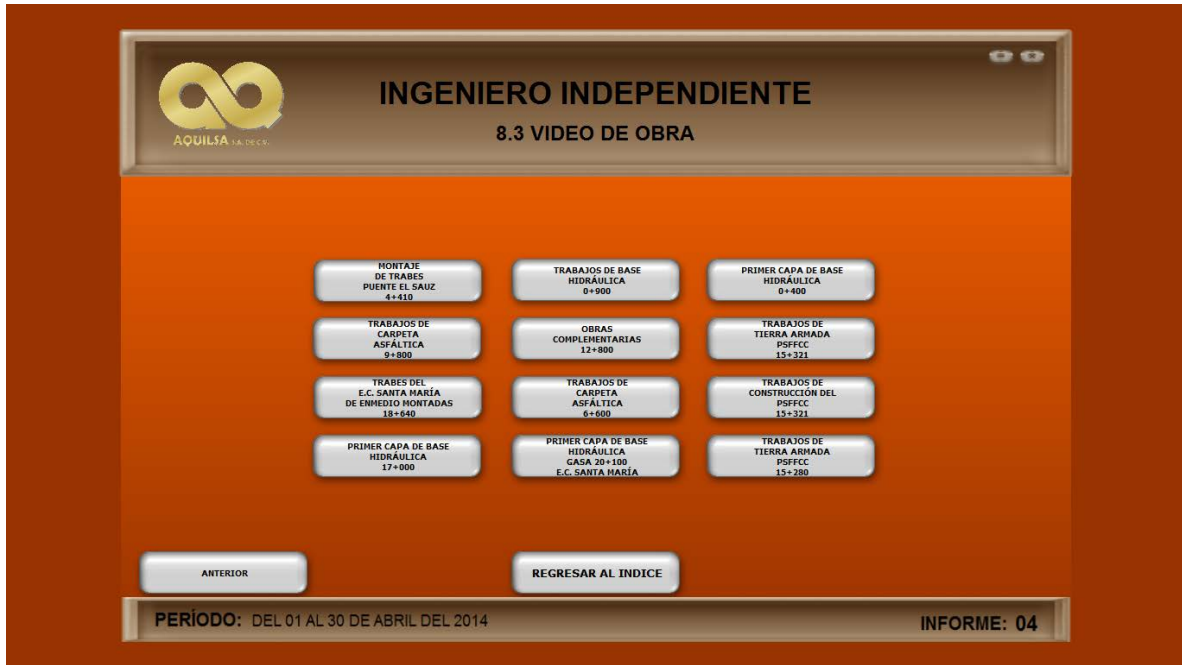 INGENIERO INDEPENDIENTE
8.3 VIDEO DE OBRA
AQUILSA S.A. DE C.V.
MONTAJE
DE TRABES
PUENTE EL SAUZ
4+410
TRABAJOS DE BASE
HIDRÁULICA
0+900
PRIMER CAPA DE BASE
HIDRÁULICA
0+400
TRABAJOS DE
CARPETA
ASFÁLTICA
9+800
OBRAS
COMPLEMENTARIAS
12+800
TRABAJOS DE
TIERRA ARMADA
PSFFCC
15+321
TRABES DEL
E.C. SANTA MARÍA
DE ENMEDIO MONTADAS
18+640
TRABAJOS DE
CARPETA
ASFÁLTICA
6+600
TRABAJOS DE
CONSTRUCCIÓN DEL
PSFFCC
15+321
PRIMER CAPA DE BASE
HIDRÁULICA
17+000
PRIMER CAPA DE BASE
HIDRÁULICA
GASA 20+100
E.C. SANTA MARÍA
TRABAJOS DE
TIERRA ARMADA
PSFFCC
15+280
ANTERIOR
REGRESAR AL INDICE
PERÍODO: DEL 01 AL 30 DE ABRIL DEL 2014
INFORME: 04